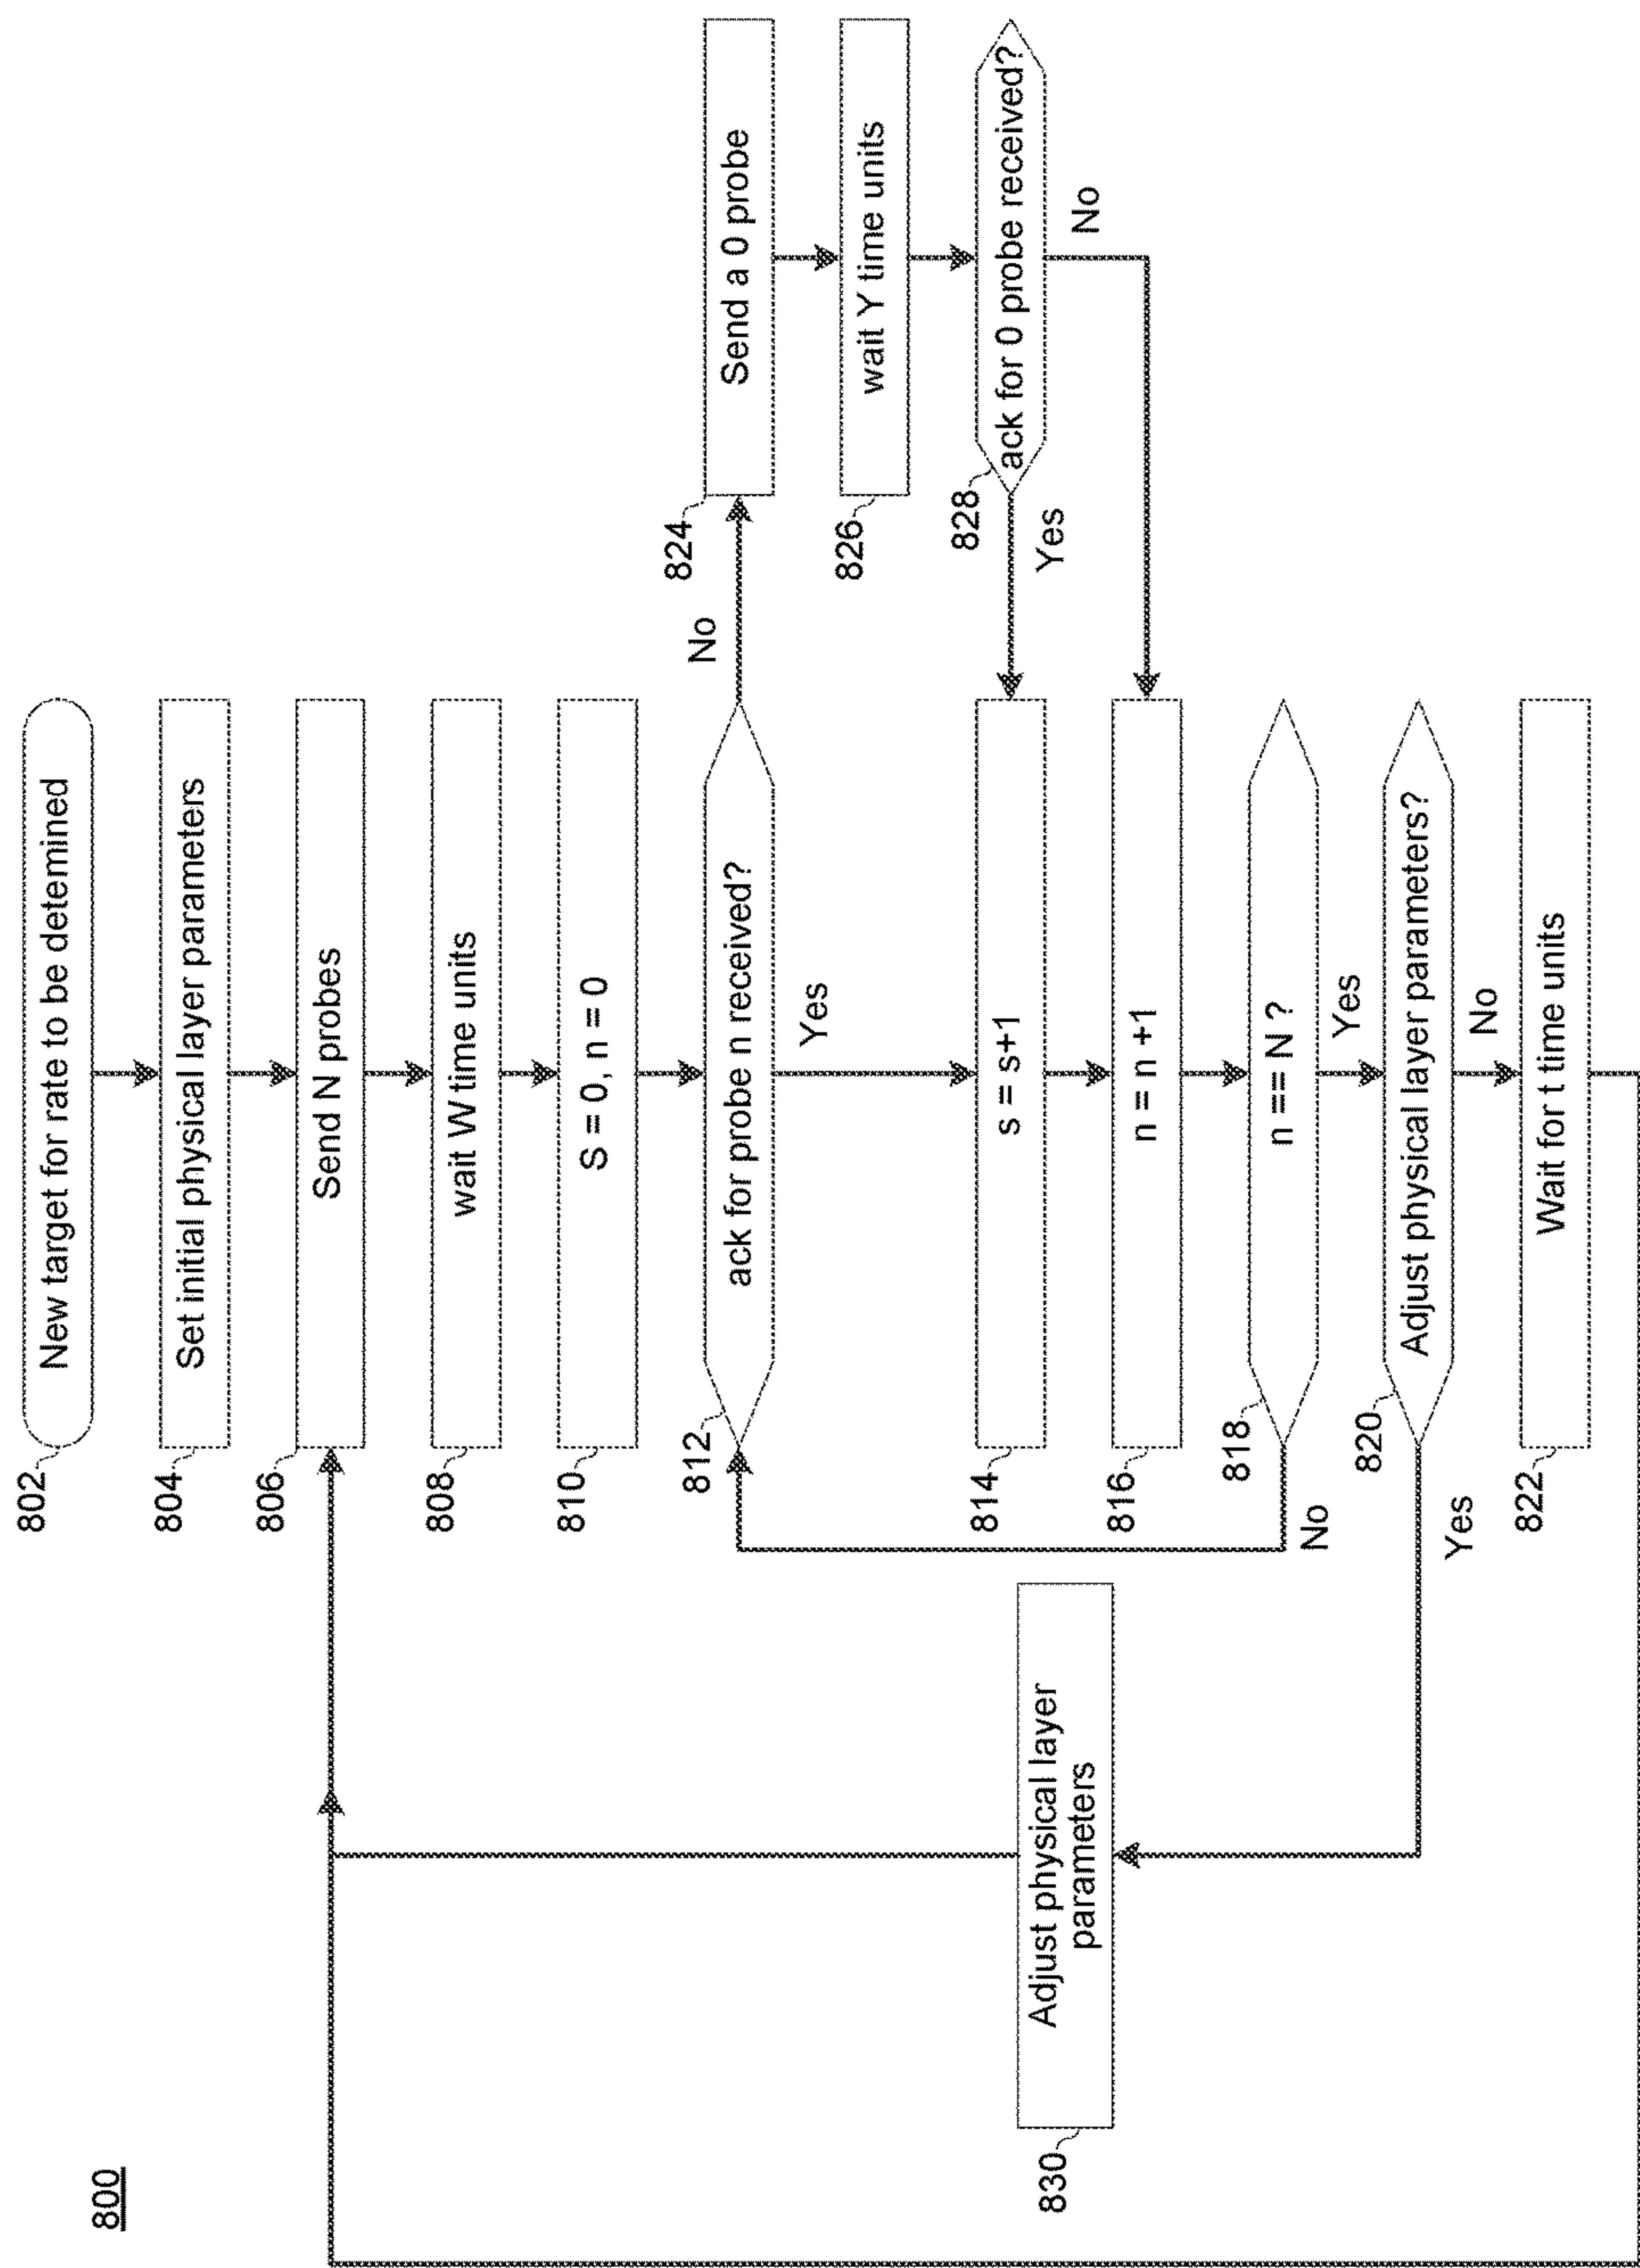 800
802
New target for rate to be detemined
804
Set initial physical layer parameters
806
Send N probes
808
wait W time units
810
S = 0, n = 0
812
ack for probe n received?
No
Yes
824
Send a 0 probe
826
wait Y time units
828
ack for 0 probe received?
Yes
No
814
s = s+1
816
n = n +1
818
n == N ?
No
Yes
820
Adjust physical layer parameters?
Yes
No
822
Wait for t time units
830
Adjust physical layer
parameters